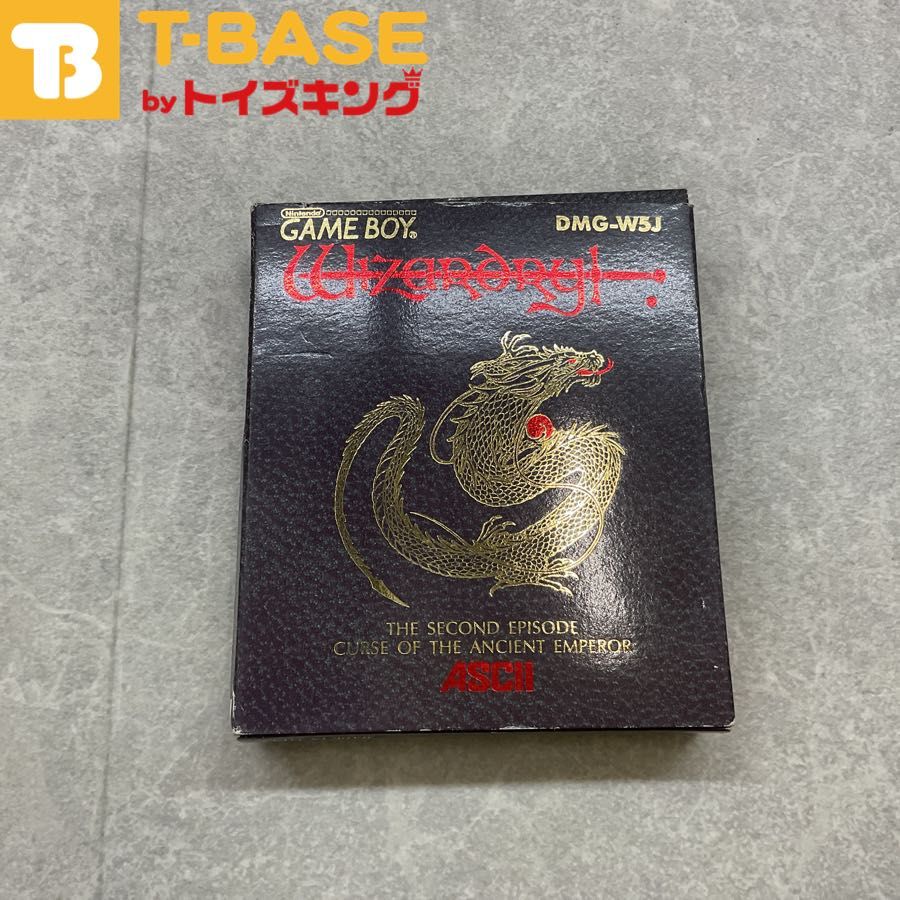 TB
T-BASE
byトイズキング
Nintendo
GAME BOY
DMG-W5J
Wizardry
THE SECOND EPISODE
CURSE OF THE ANCIENT EMPEROR
ASCII